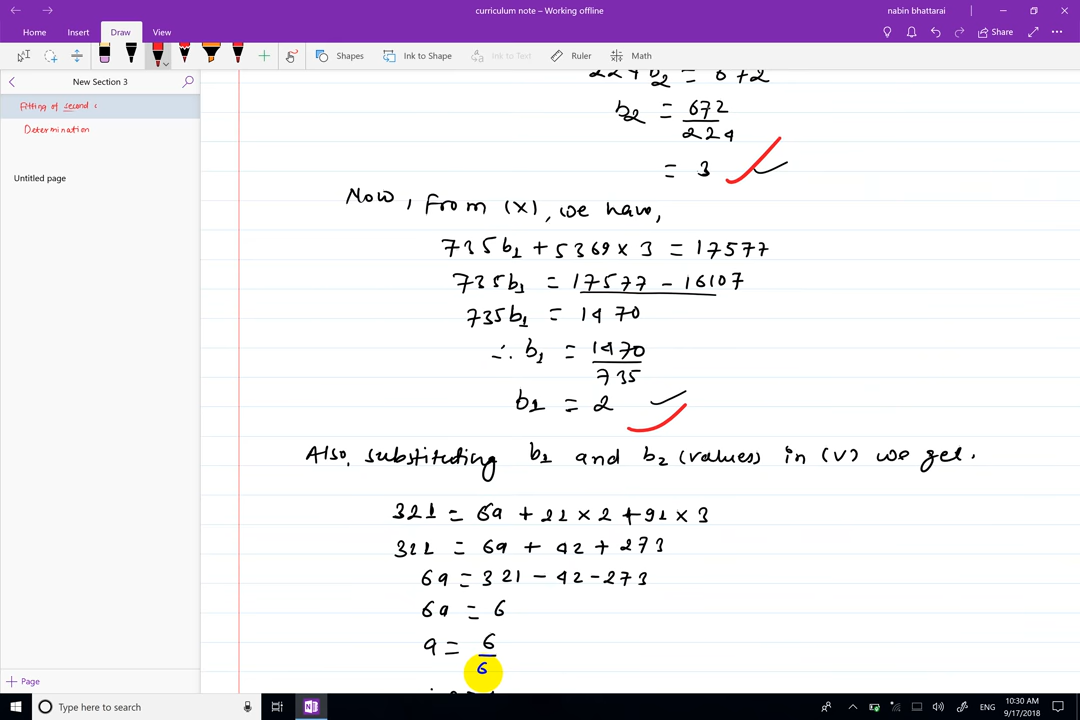 curriculum note – Working offline
nabin bhattarai
Home Insert Draw View
Share
Shapes Ink to Shape Ink to Text Ruler Math
New Section 3
Fitting of second
Determination
Untitled page
Page
b2 = 672
b2 = 672 / 224
= 3
Now, from (x), we have,
735b1 + 5369 × 3 = 17577
735b1 = 17577 – 16107
735b1 = 1470
∴ b1 = 1470 / 735
b1 = 2
Also, substituting b1 and b2 (values) in (v) we get.
321 = 6a + 21 × 2 + 91 × 3
321 = 6a + 42 + 273
6a = 321 – 42 – 273
6a = 6
a = 6 / 6
Type here to search
ENG
10:30 AM
9/17/2018